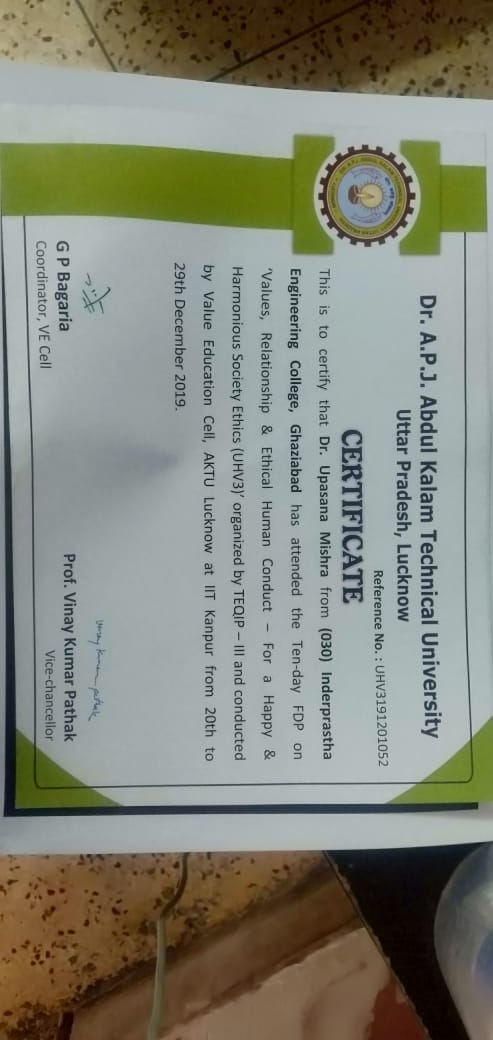 Dr. A.P.J. Abdul Kalam Technical University
Uttar Pradesh, Lucknow
Reference No. : UHV3191201052
CERTIFICATE
This is to certify that Dr. Upasana Mishra from (030) Inderprastha
Engineering College, Ghaziabad has attended the Ten-day FDP on
‘Values, Relationship & Ethical Human Conduct – For a Happy &
Harmonious Society Ethics (UHV3)’ organized by TEQIP – III and conducted
by Value Education Cell, AKTU Lucknow at IIT Kanpur from 20th to
29th December 2019.
G P Bagaria
Coordinator, VE Cell
Vinay Kumar Pathak
Prof. Vinay Kumar Pathak
Vice-chancellor